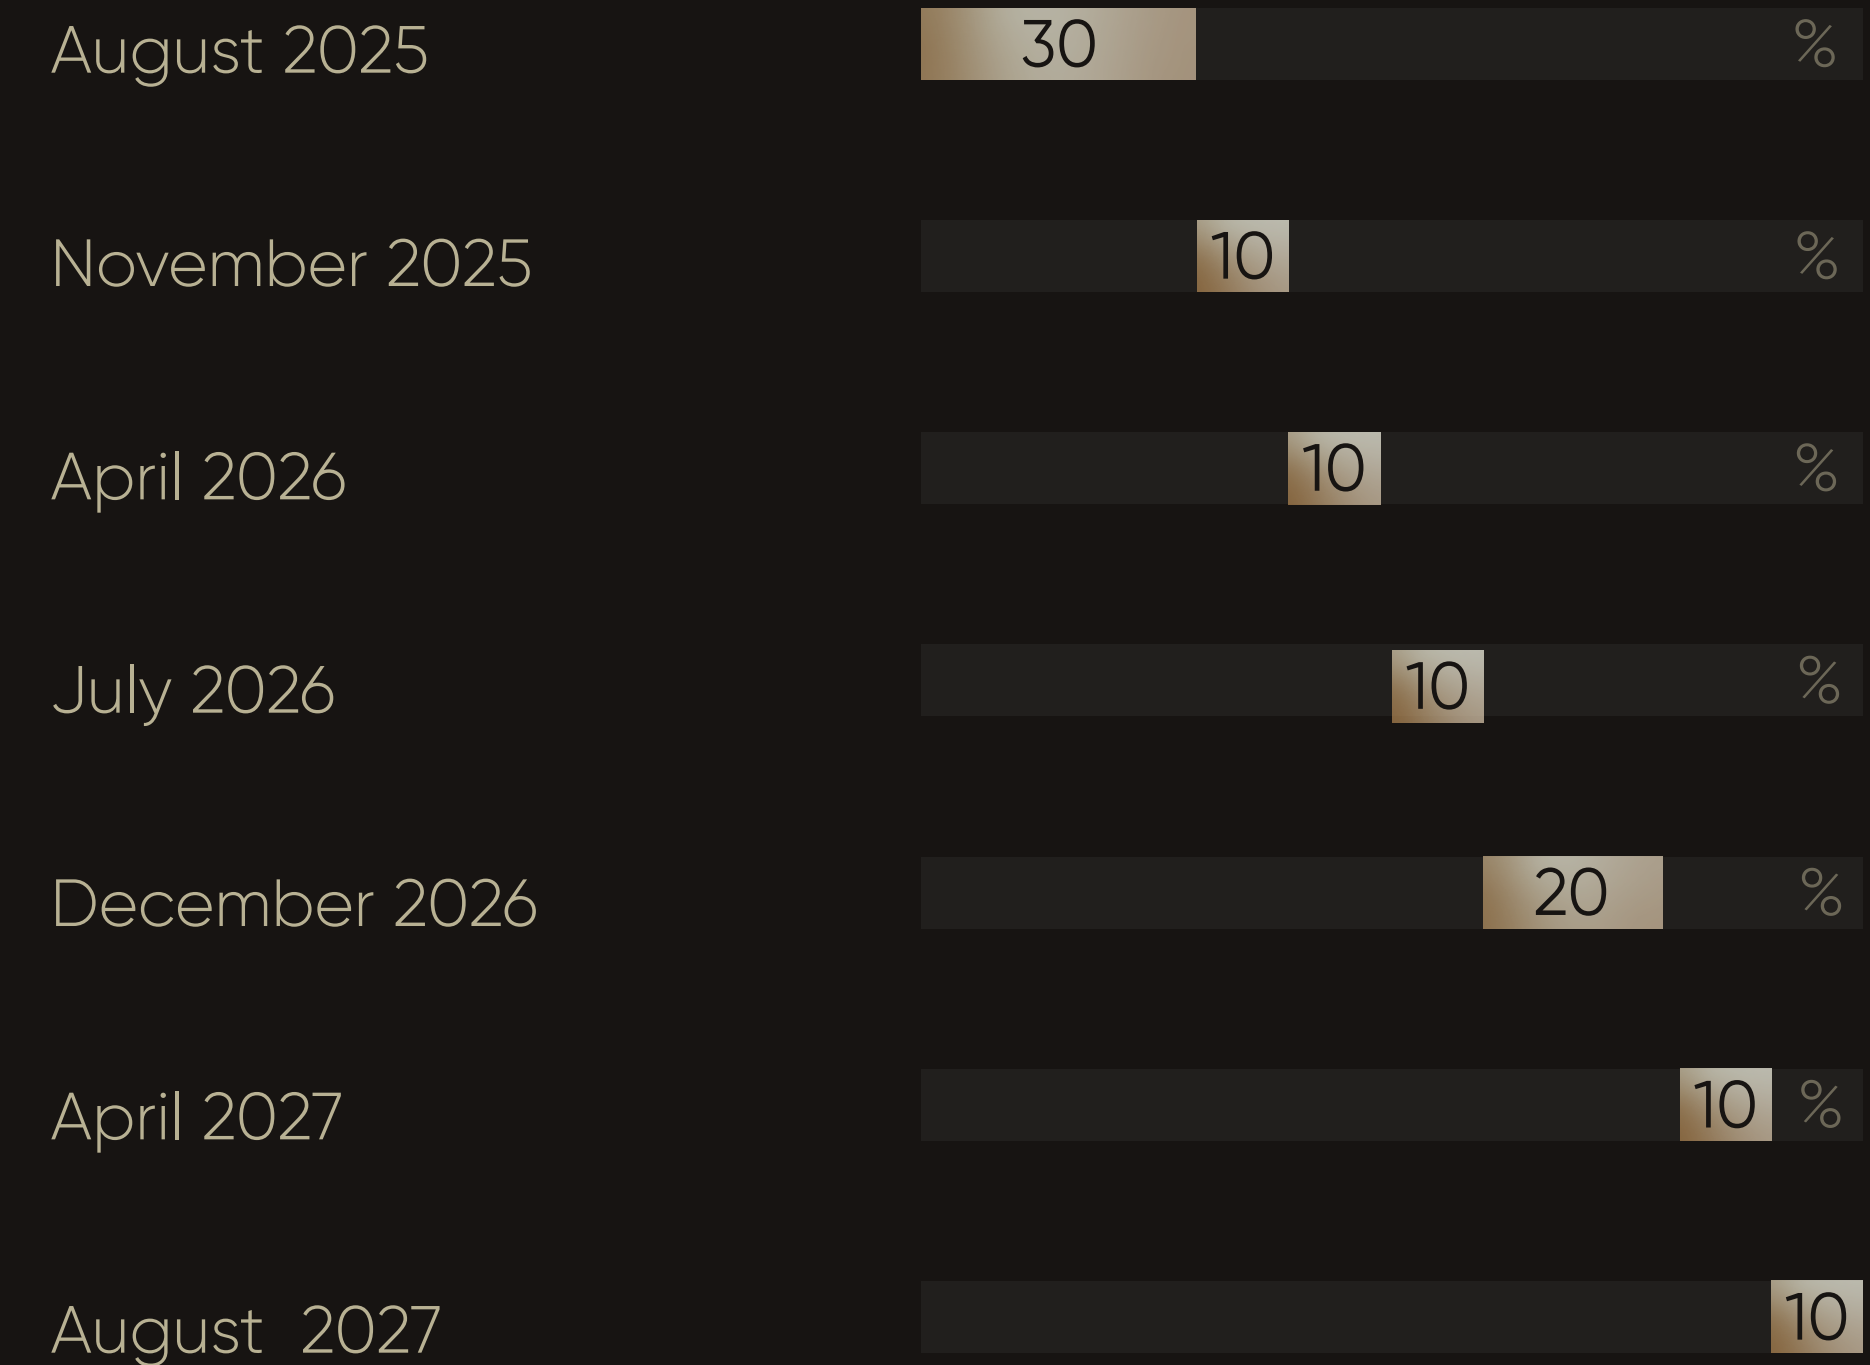 August 2025 30 %
November 2025 10 %
April 2026 10 %
July 2026 10 %
December 2026 20 %
April 2027 10 %
August 2027 10